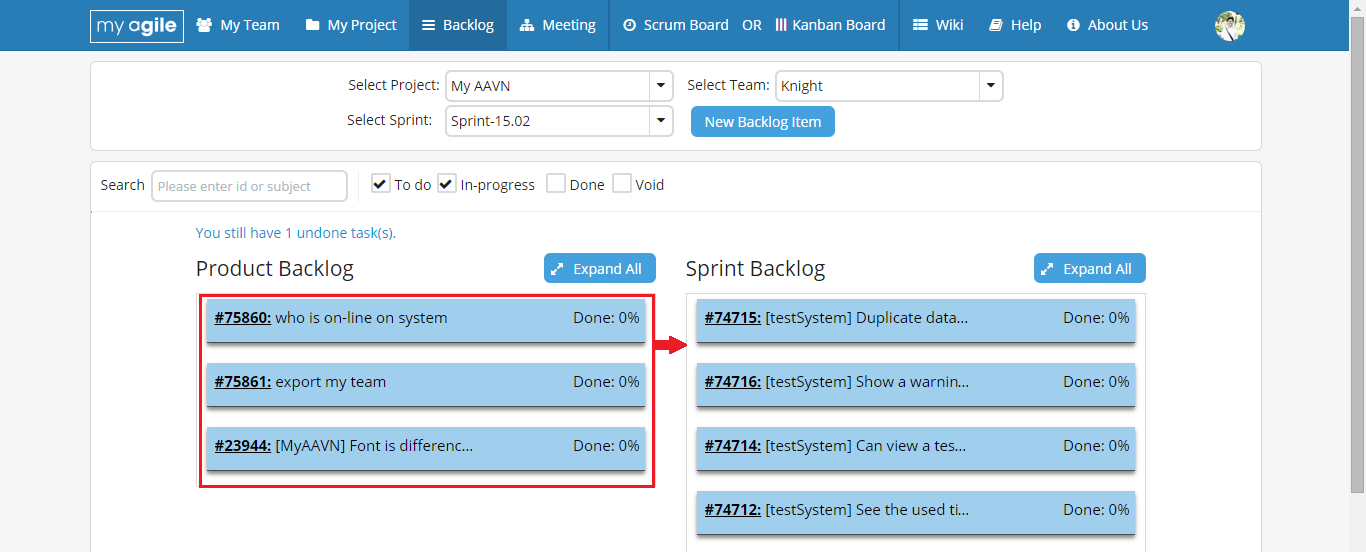 my agile My Team My Project Backlog Meeting Scrum Board OR Kanban Board Wiki Help About Us
Select Project: My AAVN Select Team: Knight
Select Sprint: Sprint-15.02 New Backlog Item
Search Please enter id or subject To do In-progress Done Void
You still have 1 undone task(s).
Product Backlog Expand All
#75860: who is on-line on system Done: 0%
#75861: export my team Done: 0%
#23944: [MyAAVN] Font is differenc... Done: 0%
Sprint Backlog Expand All
#74715: [testSystem] Duplicate data... Done: 0%
#74716: [testSystem] Show a warnin... Done: 0%
#74714: [testSystem] Can view a tes... Done: 0%
#74712: [testSystem] See the used ti... Done: 0%